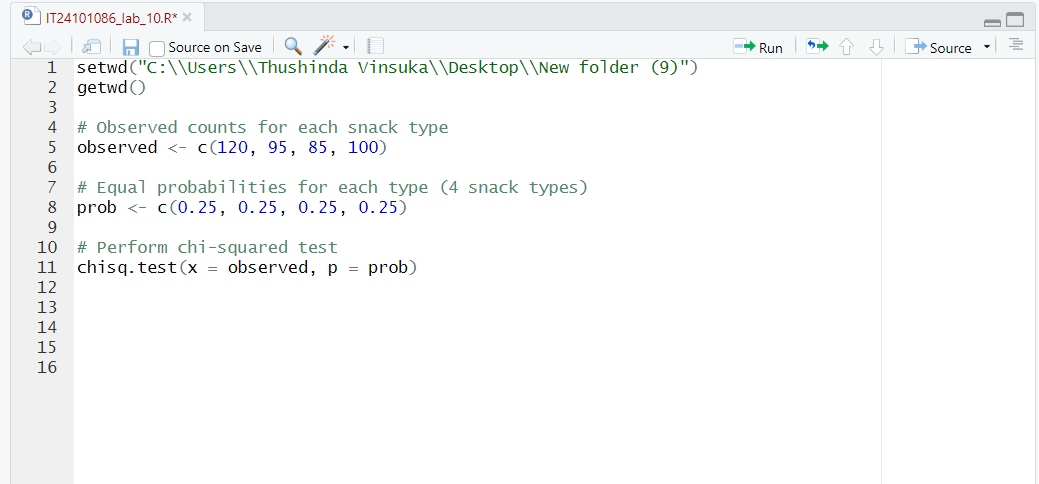 IT24101086_lab_10.R*
Source on Save
Run
Source
1 setwd("C:\\Users\\Thushinda Vinsuka\\Desktop\\New folder (9)")
2 getwd()
3
4 # Observed counts for each snack type
5 observed <- c(120, 95, 85, 100)
6
7 # Equal probabilities for each type (4 snack types)
8 prob <- c(0.25, 0.25, 0.25, 0.25)
9
10 # Perform chi-squared test
11 chisq.test(x = observed, p = prob)
12
13
14
15
16